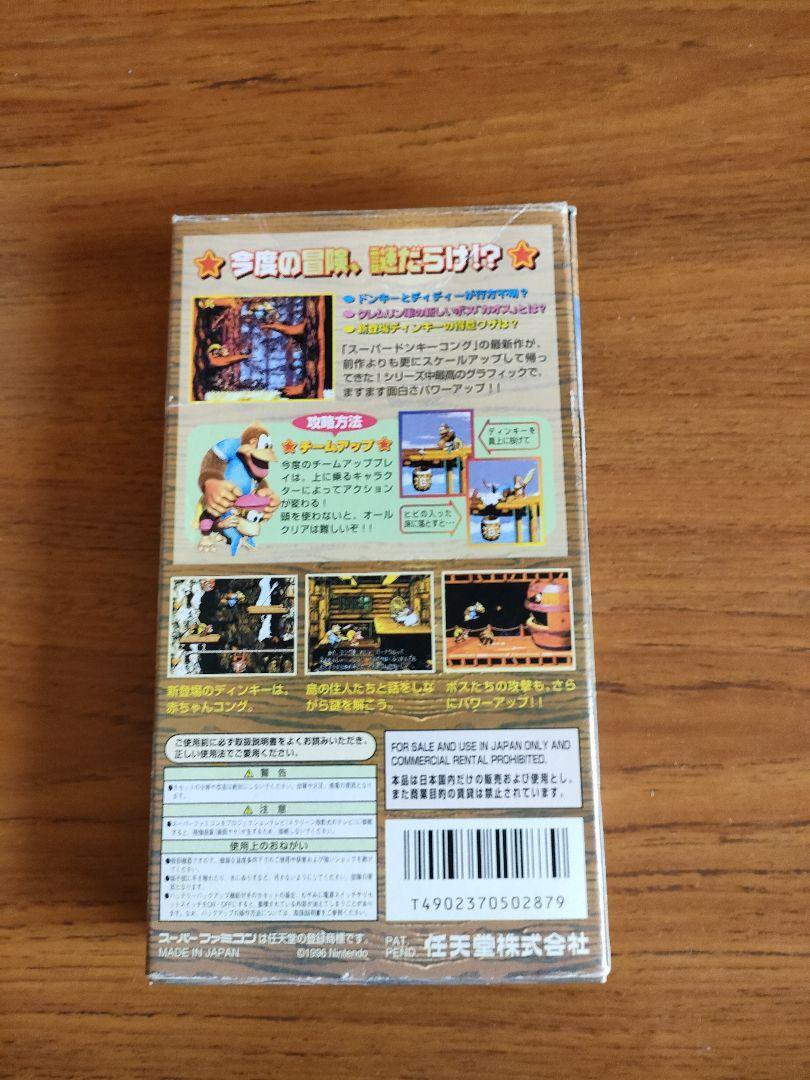 今度の冒険、謎だらけ!?
●ドンキーとディディーが行方不明?
●クレムリン軍の新しいボス「カオス」とは?
●新登場ディンキーの得意ワザは?
「スーパードンキーコング」の最新作が、
前作よりも更にスケールアップして帰っ
てきた!シリーズ中最高のグラフィックで、
ますます面白さパワーアップ!!
攻略方法
チームアップ
今度のチームアッププレ
イは、上に乗るキャラク
ターによってアクション
が変わる!
頭を使わないと、オール
クリアは難しいぞ!!
ディンキーを
真上に投げて
ヒビの入った
床に落とすと…
新登場のディンキーは、
赤ちゃんコング。
島の住人たちと話をしな
がら謎を解こう。
ボスたちの攻撃も、さら
にパワーアップ!!
ご使用前に必ず取扱説明書をよくお読みいただき、
正しい使用法でご愛用ください。
警告
注意
使用上のおねがい
FOR SALE AND USE IN JAPAN ONLY AND
COMMERCIAL RENTAL PROHIBITED.
本品は日本国内だけの販売および使用とし、
また商業目的の賃貸は禁止されています。
T4902370502879
スーパーファミコンは任天堂の登録商標です。
MADE IN JAPAN
©1996 Nintendo
PAT.
PEND.
任天堂株式会社